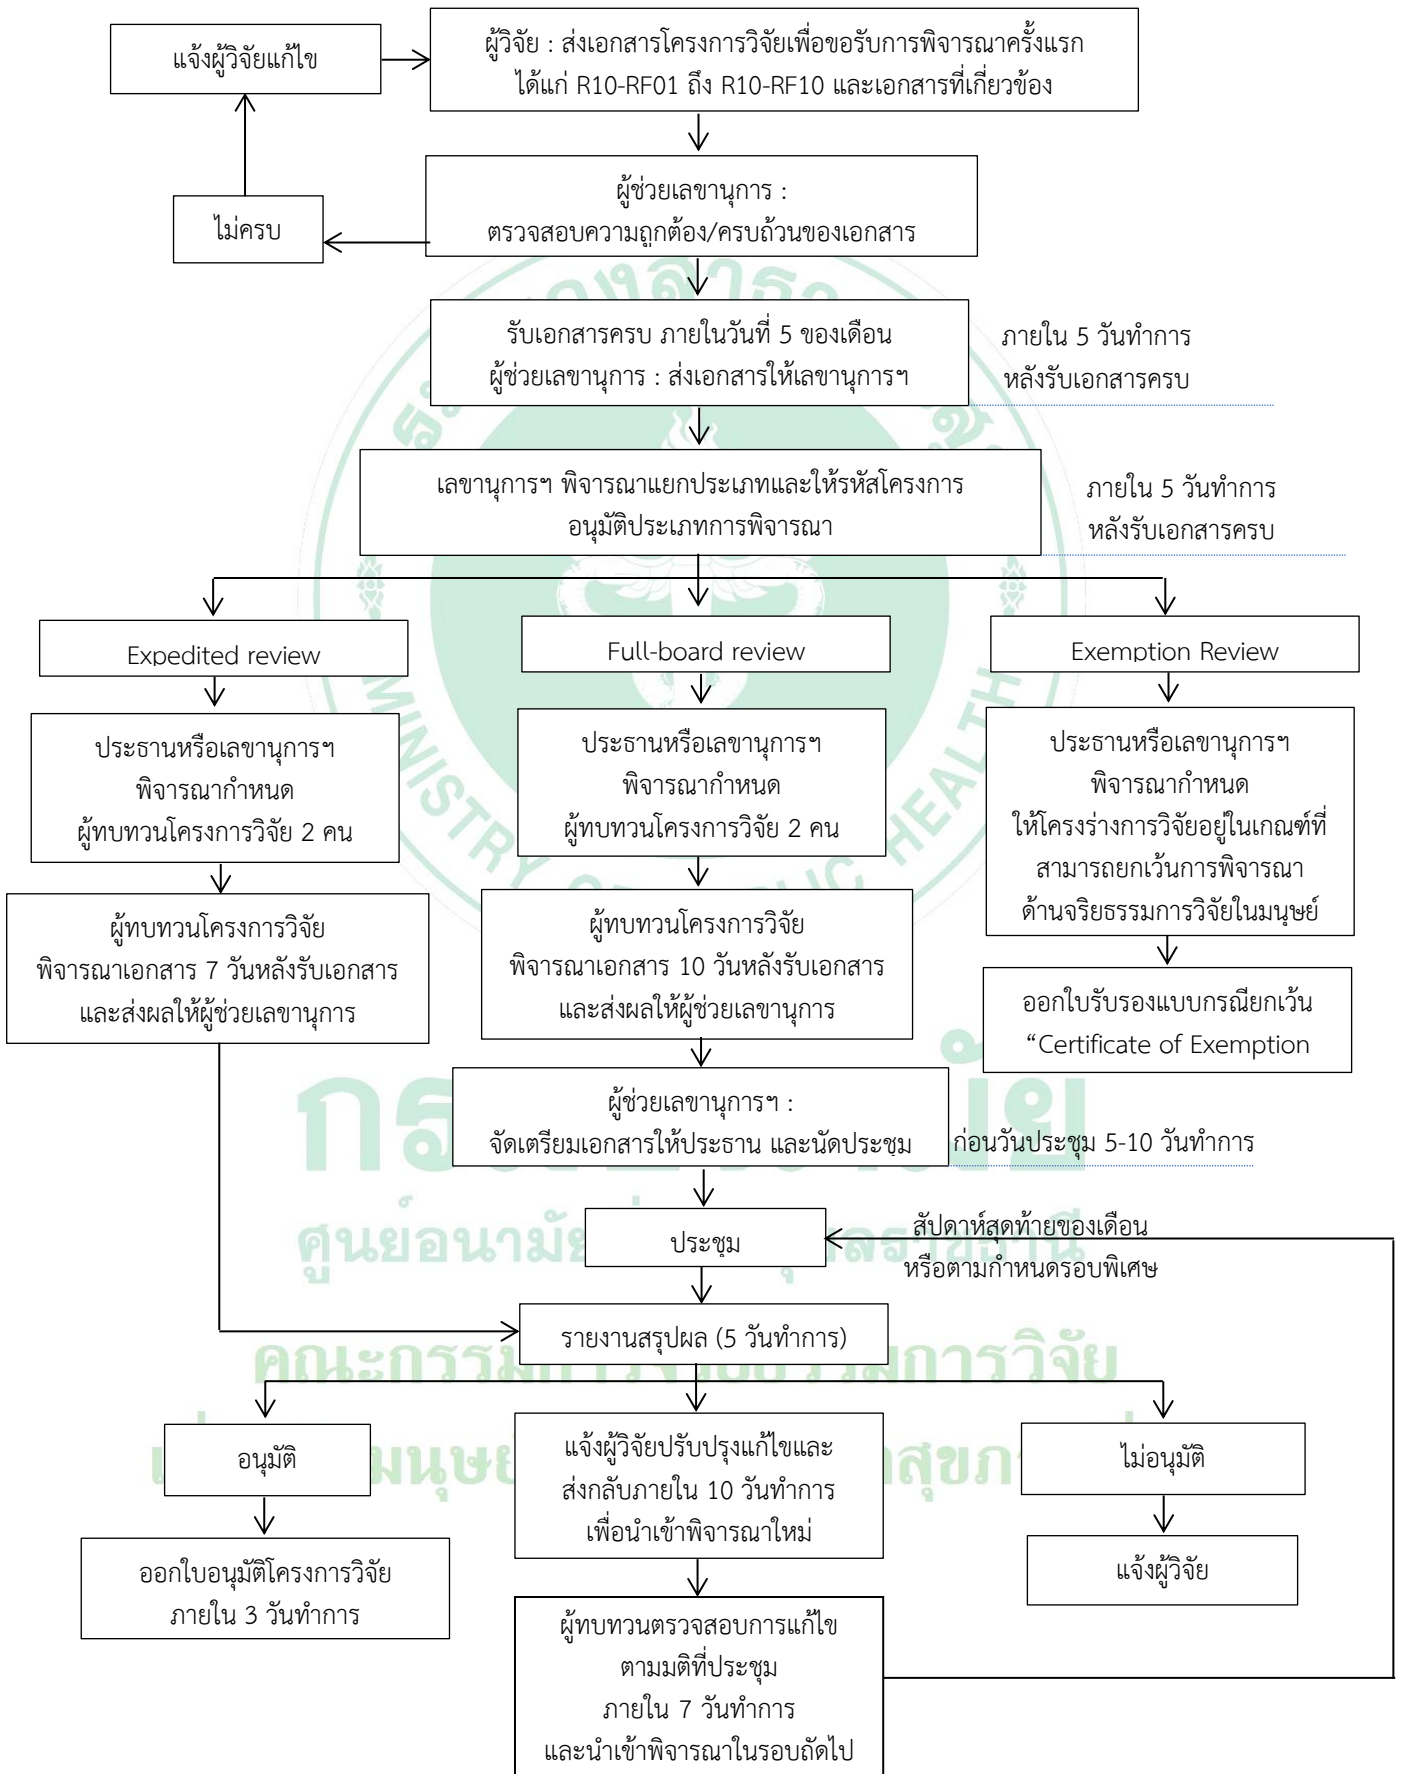 แจ้งผู้วิจัยแก้ไข
ผู้วิจัย : ส่งเอกสารโครงการวิจัยเพื่อขอรับการพิจารณาครั้งแรก
ได้แก่ R10-RF01 ถึง R10-RF10 และเอกสารที่เกี่ยวข้อง
ผู้ช่วยเลขานุการ :
ตรวจสอบความถูกต้อง/ครบถ้วนของเอกสาร
ไม่ครบ
รับเอกสารครบ ภายในวันที่ 5 ของเดือน
ผู้ช่วยเลขานุการ : ส่งเอกสารให้เลขานุการฯ
ภายใน 5 วันทำการ
หลังรับเอกสารครบ
เลขานุการฯ พิจารณาแยกประเภทและให้รหัสโครงการ
อนุมัติประเภทการพิจารณา
ภายใน 5 วันทำการ
หลังรับเอกสารครบ
Expedited review
Full-board review
Exemption Review
ประธานหรือเลขานุการฯ
พิจารณากำหนด
ผู้ทบทวนโครงการวิจัย 2 คน
ประธานหรือเลขานุการฯ
พิจารณากำหนด
ผู้ทบทวนโครงการวิจัย 2 คน
ประธานหรือเลขานุการฯ
พิจารณากำหนด
ให้โครงร่างการวิจัยอยู่ในเกณฑ์ที่
สามารถยกเว้นการพิจารณา
ด้านจริยธรรมการวิจัยในมนุษย์
MINISTRY OF PUBLIC HEALTH
ผู้ทบทวนโครงการวิจัย
พิจารณาเอกสาร 7 วันหลังรับเอกสาร
และส่งผลให้ผู้ช่วยเลขานุการ
ผู้ทบทวนโครงการวิจัย
พิจารณาเอกสาร 10 วันหลังรับเอกสาร
และส่งผลให้ผู้ช่วยเลขานุการ
ออกใบรับรองแบบกรณียกเว้น
“Certificate of Exemption
ผู้ช่วยเลขานุการฯ :
จัดเตรียมเอกสารให้ประธาน และนัดประชุม
ก่อนวันประชุม 5-10 วันทำการ
ศูนย์อนามัย
ประชุม
สัปดาห์สุดท้ายของเดือน
หรือตามกำหนดรอบพิเศษ
รายงานสรุปผล (5 วันทำการ)
คณะกรรมการจริยธรรมการวิจัย
อนุมัติ
แจ้งผู้วิจัยปรับปรุงแก้ไขและ
ส่งกลับภายใน 10 วันทำการ
เพื่อนำเข้าพิจารณาใหม่
ไม่อนุมัติ
ออกใบอนุมัติโครงการวิจัย
ภายใน 3 วันทำการ
แจ้งผู้วิจัย
ผู้ทบทวนตรวจสอบการแก้ไข
ตามมติที่ประชุม
ภายใน 7 วันทำการ
และนำเข้าพิจารณาในรอบถัดไป